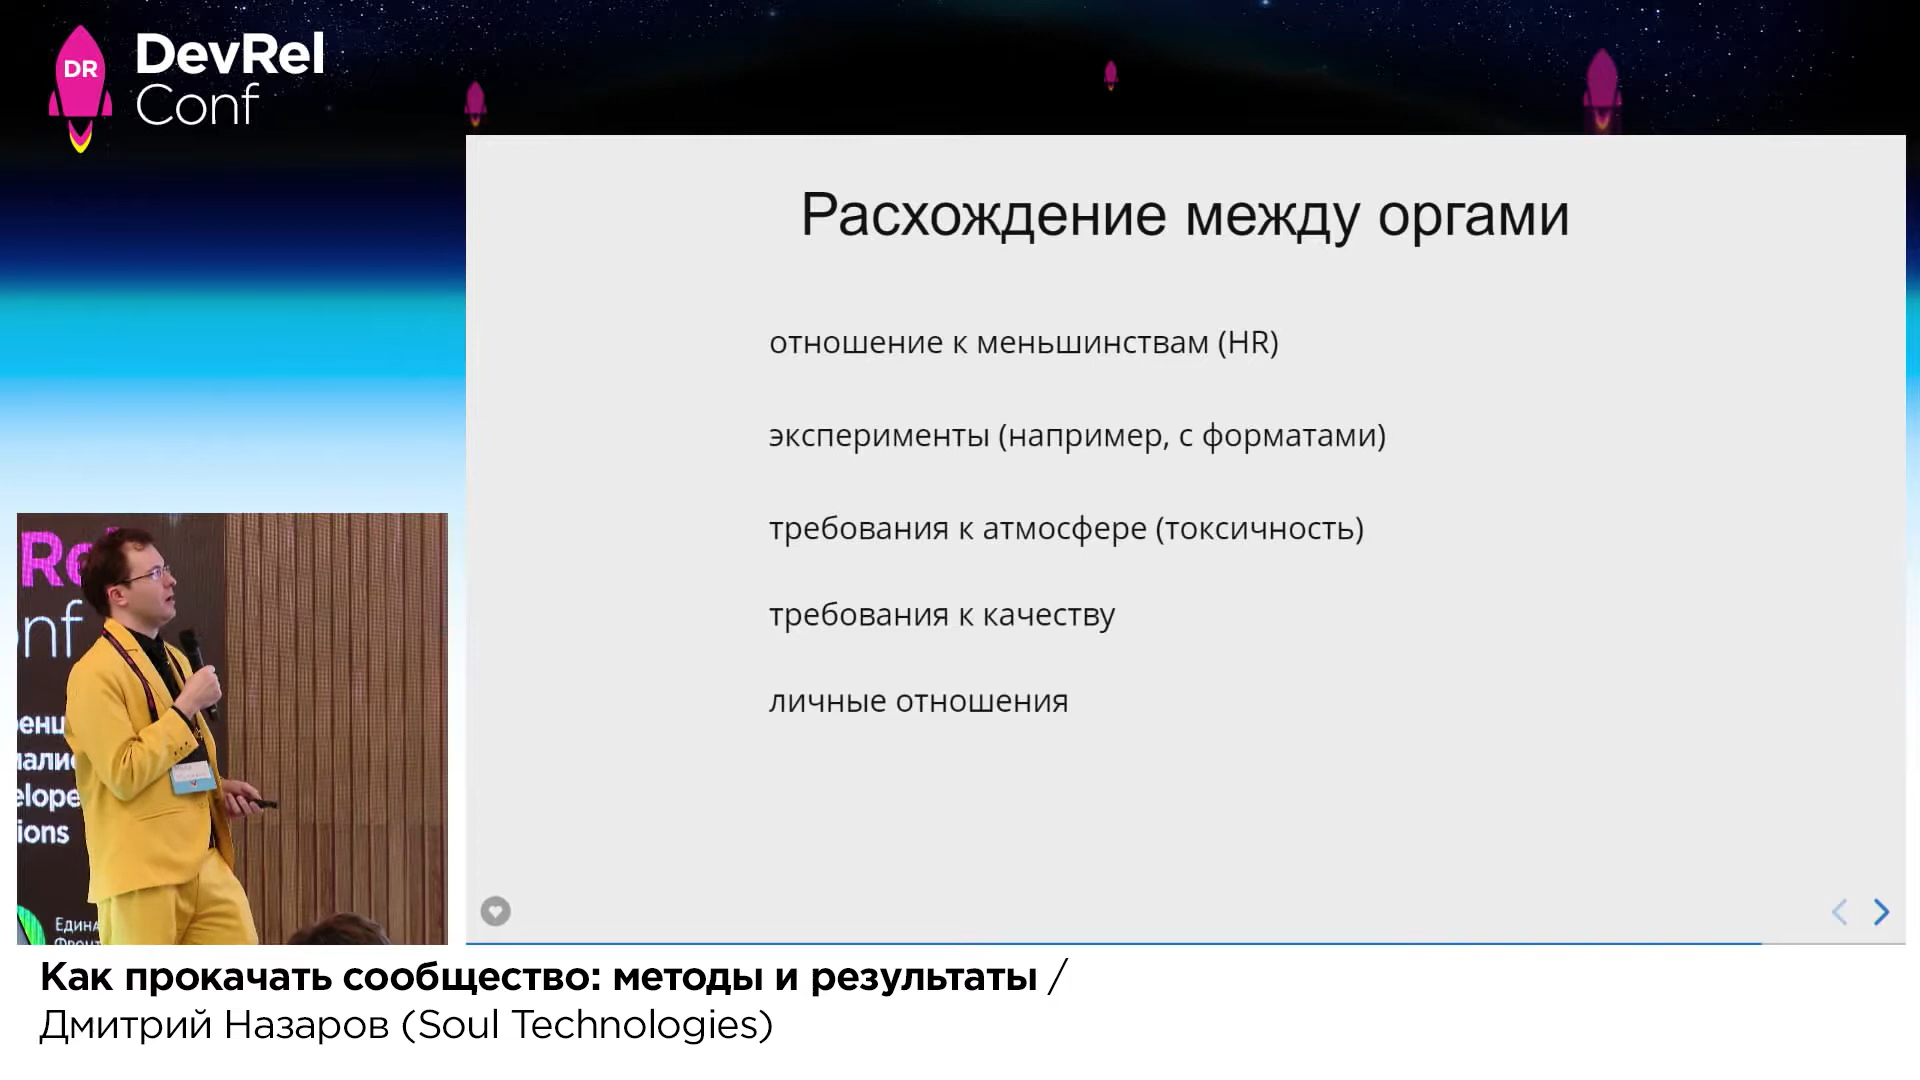 DR
DevRel
Conf
Расхождение между оргами
отношение к меньшинствам (HR)
эксперименты (например, с форматами)
требования к атмосфере (токсичность)
требования к качеству
личные отношения
Как прокачать сообщество: методы и результаты /
Дмитрий Назаров (Soul Technologies)